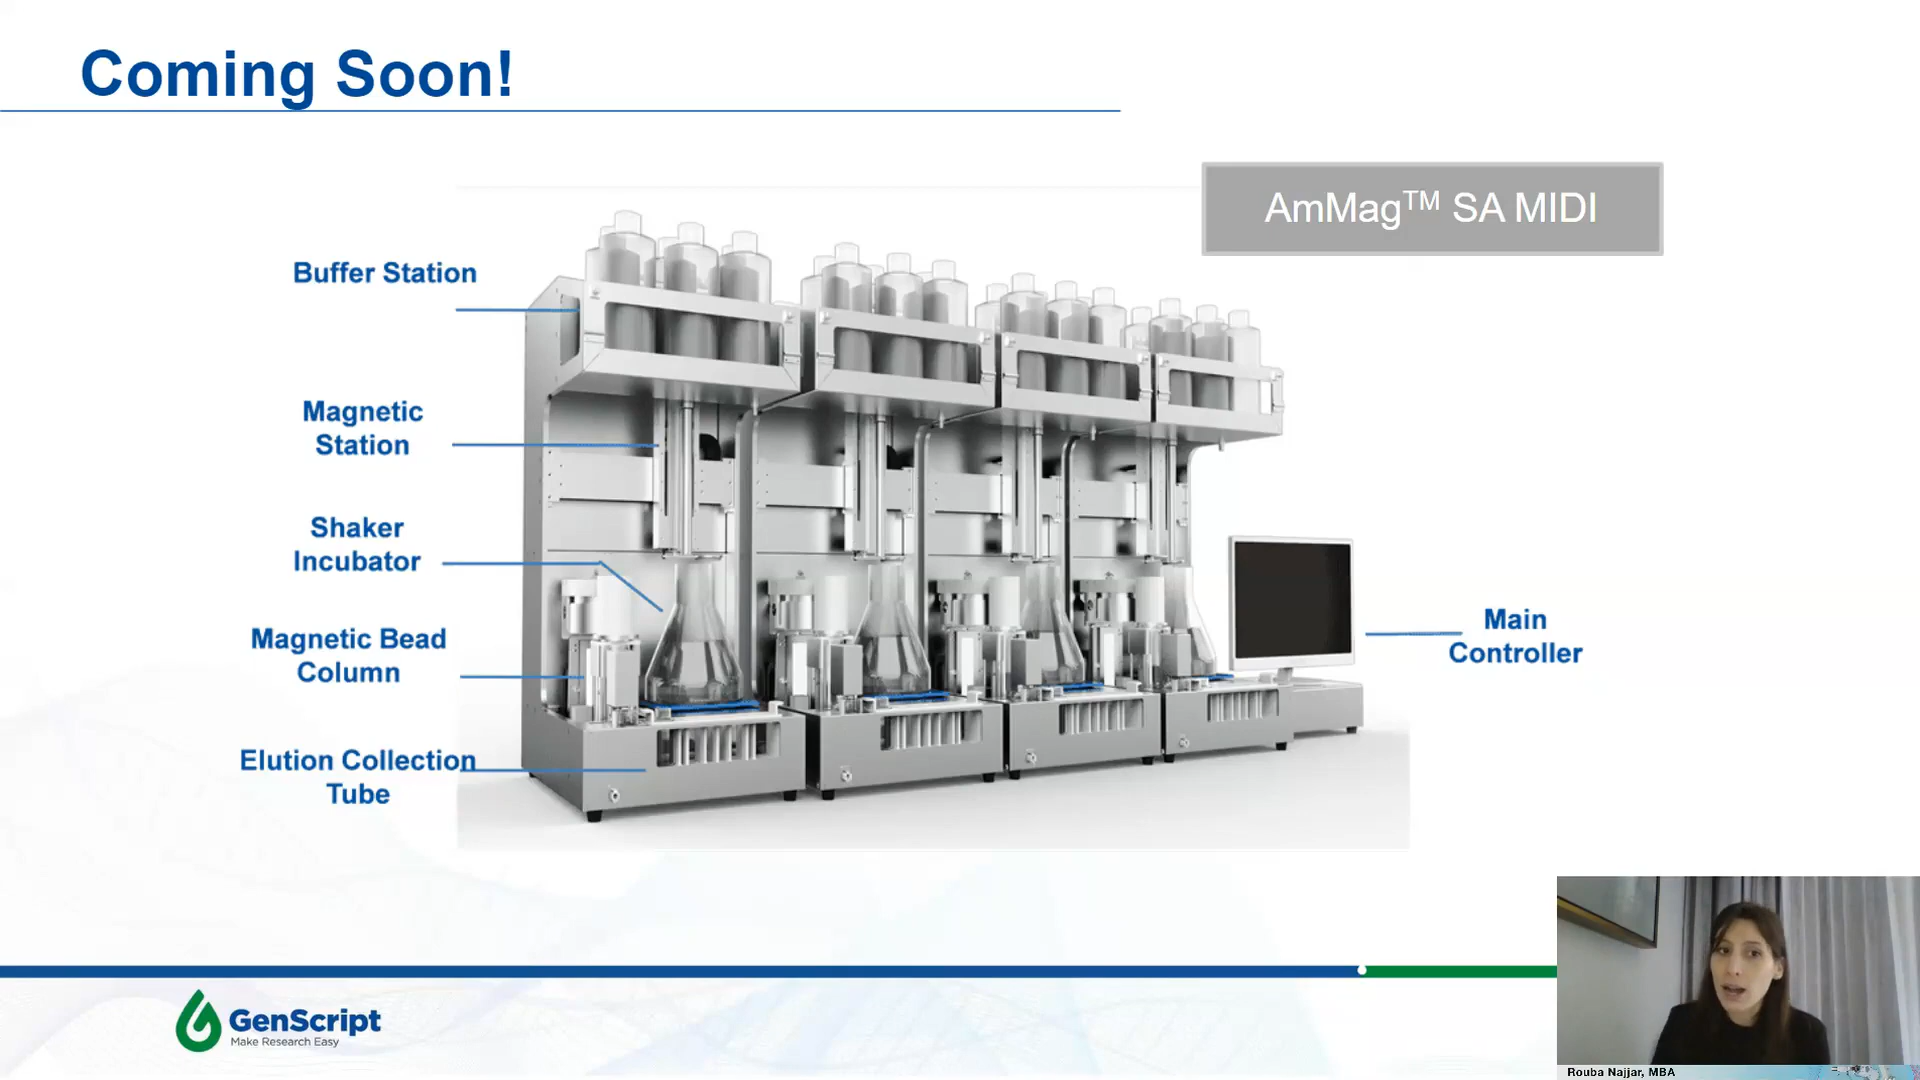 Coming Soon!
AmMag™ SA MIDI
Buffer Station
Magnetic
Station
Shaker
Incubator
Magnetic Bead
Column
Elution Collection
Tube
Main
Controller
GenScript
Make Research Easy
Rouba Najjar, MBA